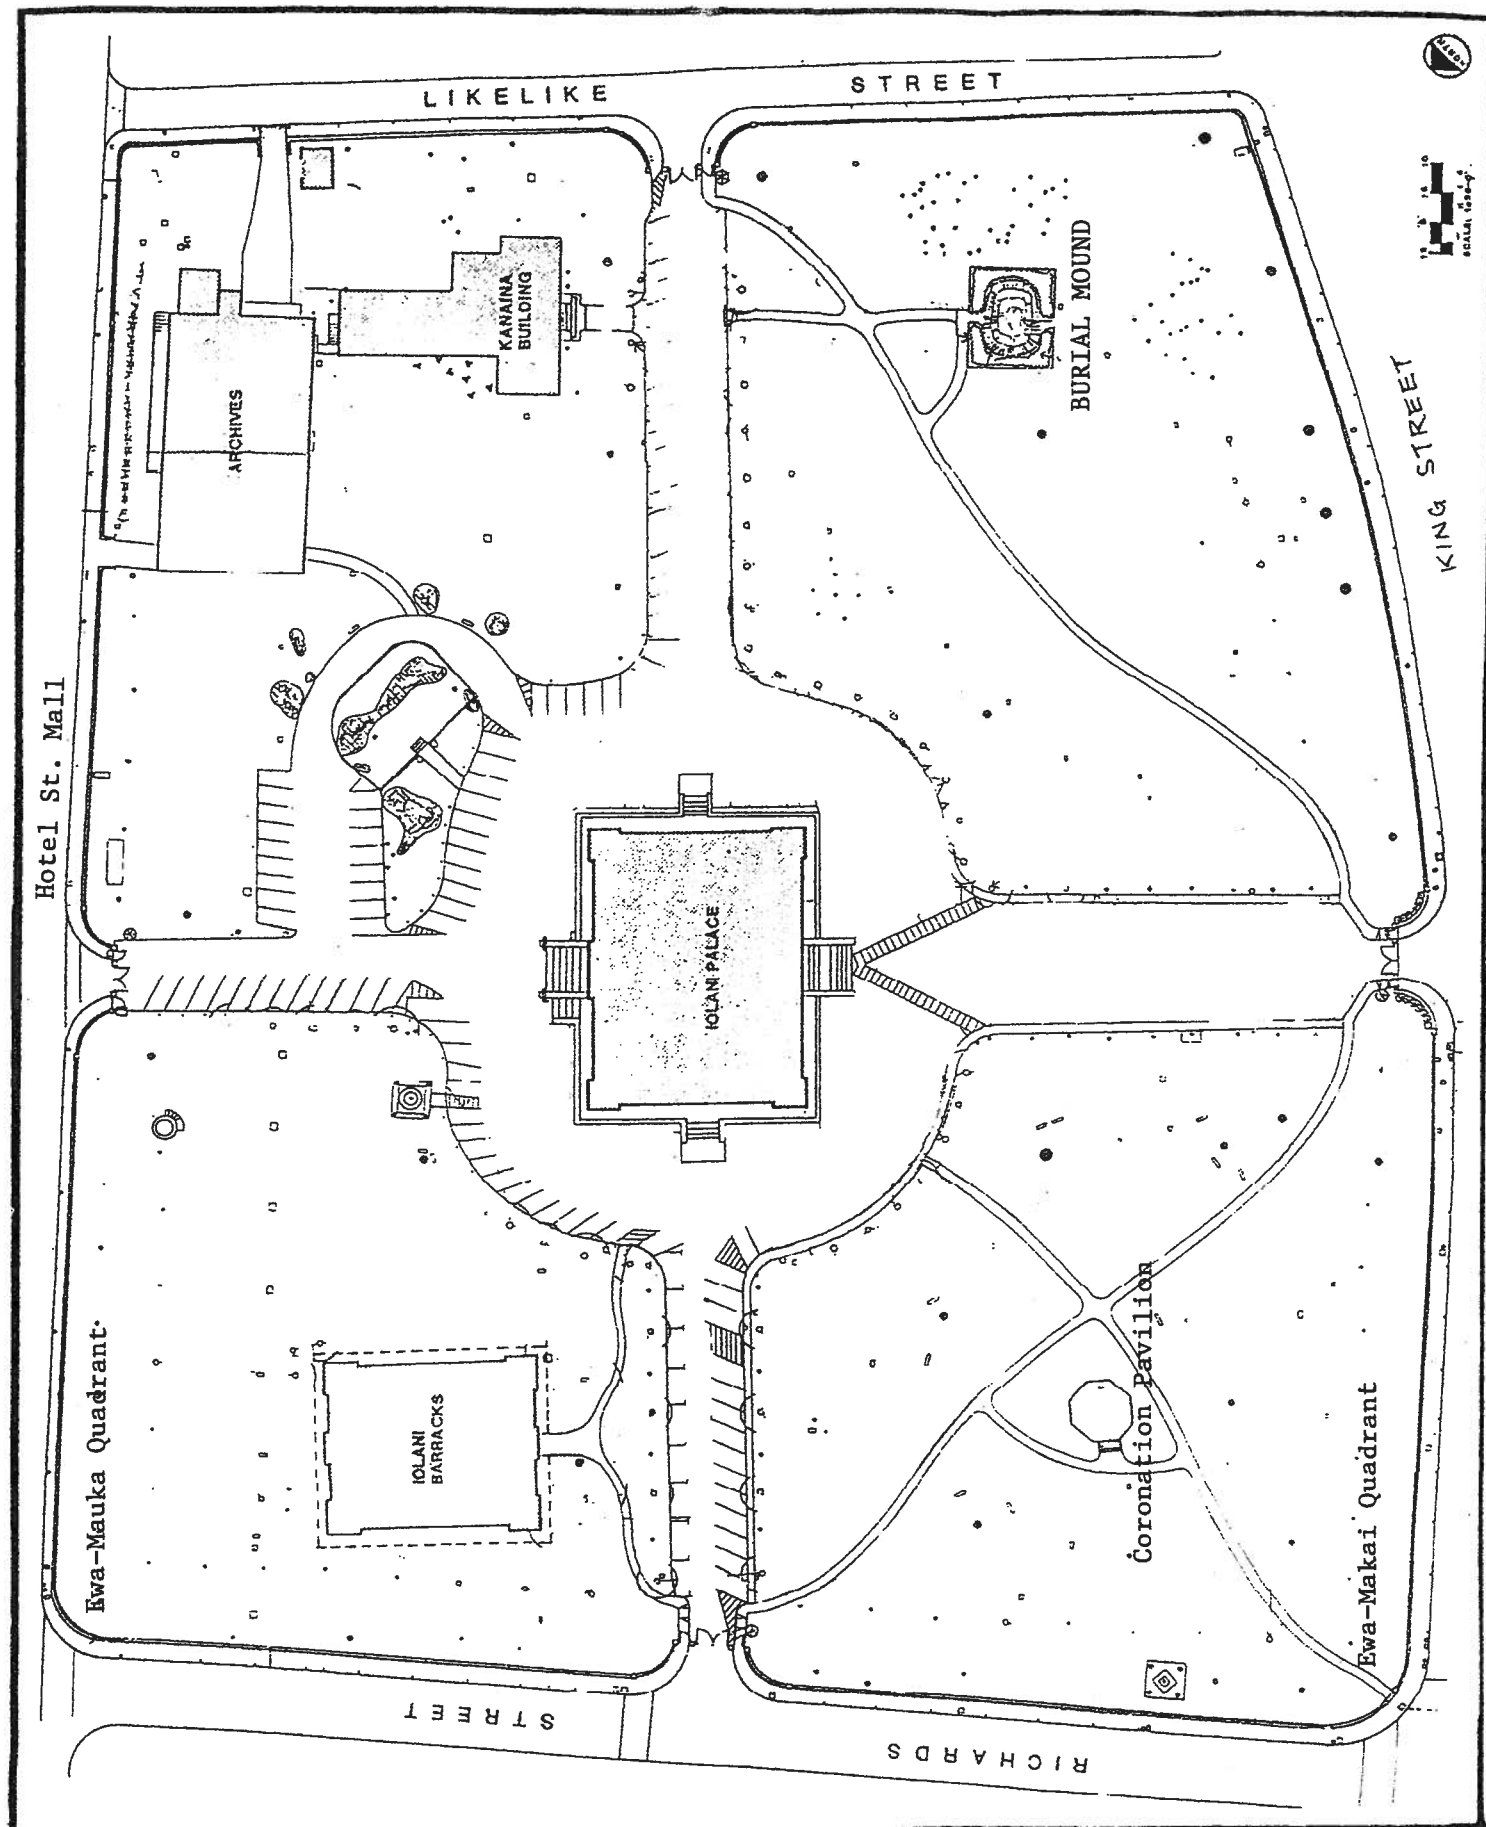 LIKELIKE STREET
NORTH
KANAINA
BUILDING
ARCHIVES
BURIAL MOUND
KING STREET
Hotel St. Mall
IOLANI PALACE
Ewa-Mauka Quadrant
IOLANI
BARRACKS
Coronation Pavilion
Ewa-Makai Quadrant
RICHARDS STREET